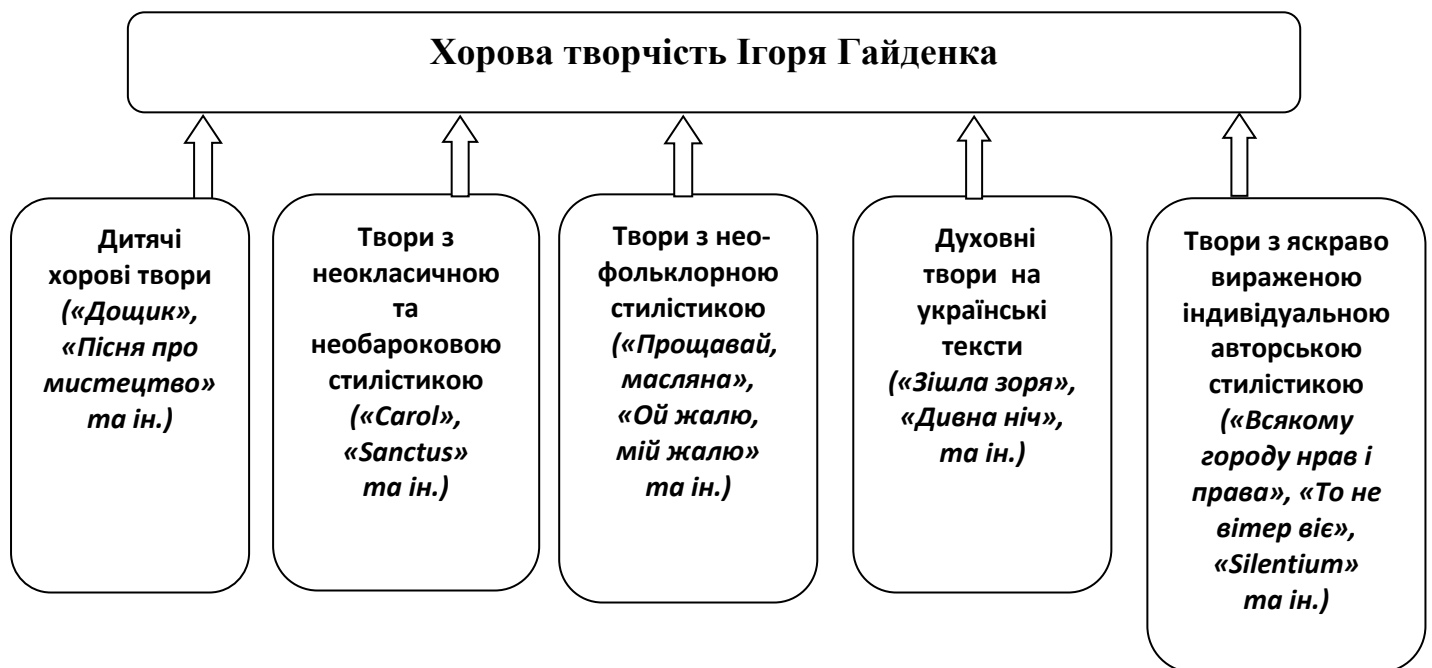 Хорова творчість Ігоря Гайденка
Дитячі
хорові твори
(«Дощик»,
«Пісня про
мистецтво»
та ін.)
Твори з
неокласичною
та
необароковою
стилістикою
(«Carol»,
«Sanctus»
та ін.)
Твори з нео-
фольклорною
стилістикою
(«Прощавай,
масляна»,
«Ой жалю,
мій жалю»
та ін.)
Духовні
твори на
українські
тексти
(«Зішла зоря»,
«Дивна ніч»,
та ін.)
Твори з яскраво
вираженою
індивідуальною
авторською
стилістикою
(«Всякому
городу нрав і
права», «То не
вітер віє»,
«Silentium»
та ін.)